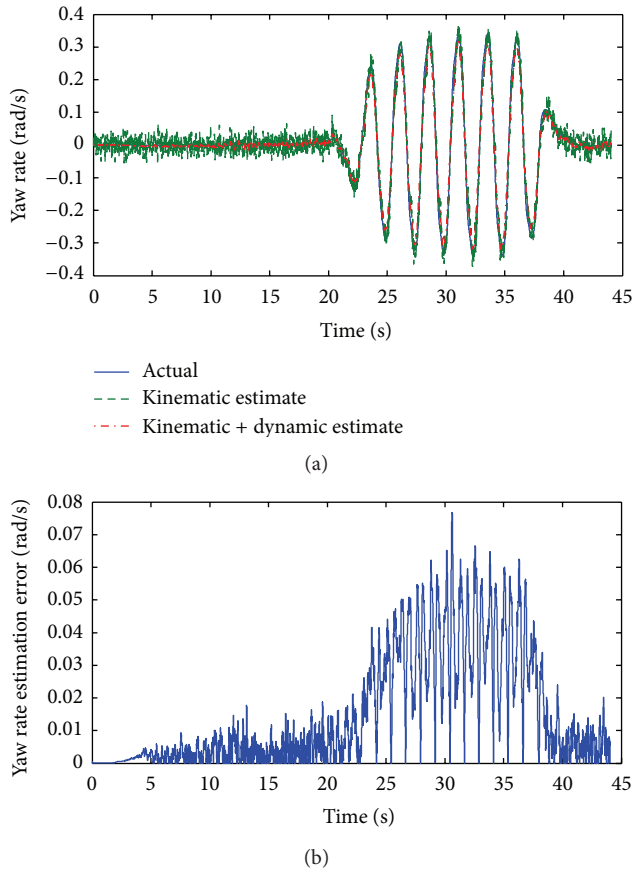 0.4
0.3
0.2
0.1
0
−0.1
−0.2
−0.3
−0.4
Yaw rate (rad/s)
0 5 10 15 20 25 30 35 40 45
Time (s)
Actual
Kinematic estimate
Kinematic + dynamic estimate
(a)
0.08
0.07
0.06
0.05
0.04
0.03
0.02
0.01
0
Yaw rate estimation error (rad/s)
0 5 10 15 20 25 30 35 40 45
Time (s)
(b)